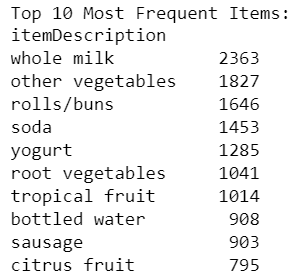 Top 10 Most Frequent Items:
itemDescription
whole milk 2363
other vegetables 1827
rolls/buns 1646
soda 1453
yogurt 1285
root vegetables 1041
tropical fruit 1014
bottled water 908
sausage 903
citrus fruit 795